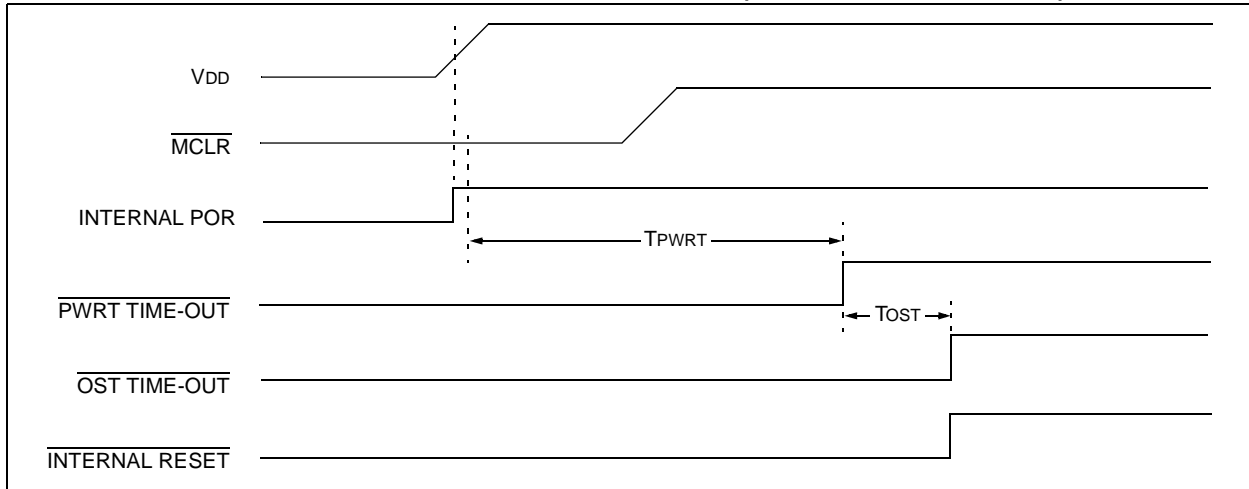 VDD
MCLR
INTERNAL POR
TPWRT
PWRT TIME-OUT
TOST
OST TIME-OUT
INTERNAL RESET